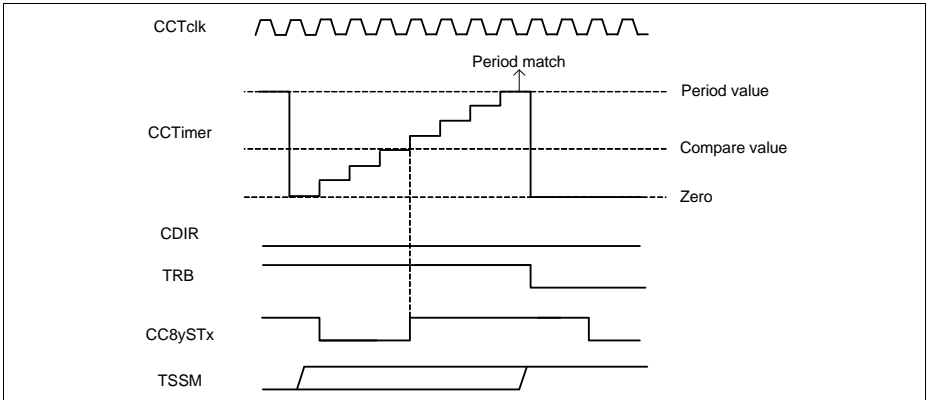 CCTclk
Period match
Period value
CCTimer
Compare value
Zero
CDIR
TRB
CC8ySTx
TSSM